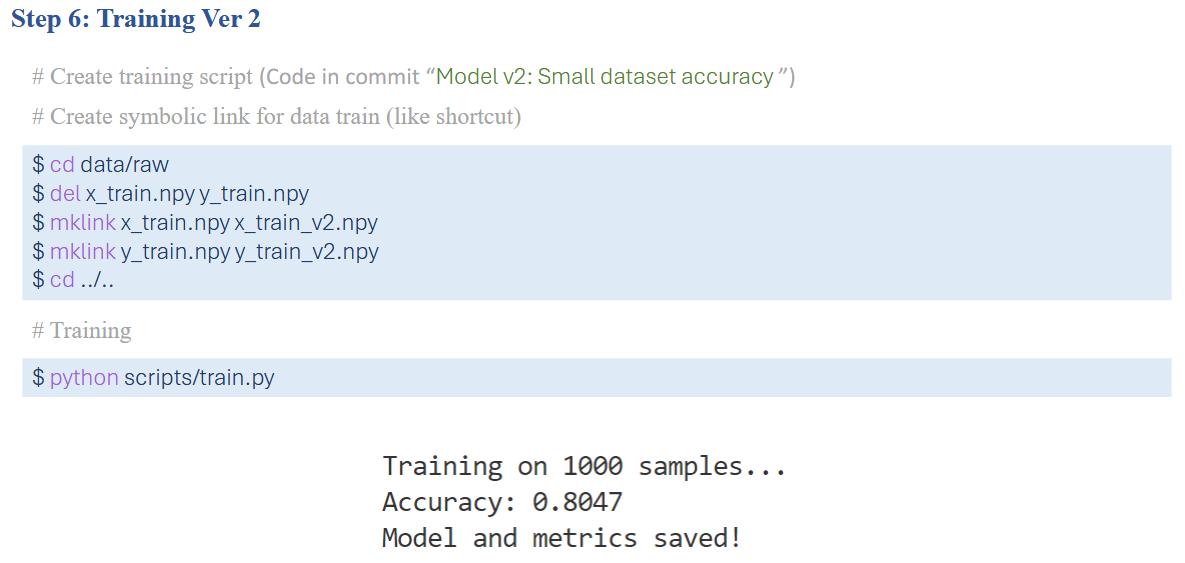 Step 6: Training Ver 2
# Create training script (Code in commit “Model v2: Small dataset accuracy ”)
# Create symbolic link for data train (like shortcut)
$ cd data/raw
$ del x_train.npy y_train.npy
$ mklink x_train.npy x_train_v2.npy
$ mklink y_train.npy y_train_v2.npy
$ cd ../..
# Training
$ python scripts/train.py
Training on 1000 samples...
Accuracy: 0.8047
Model and metrics saved!